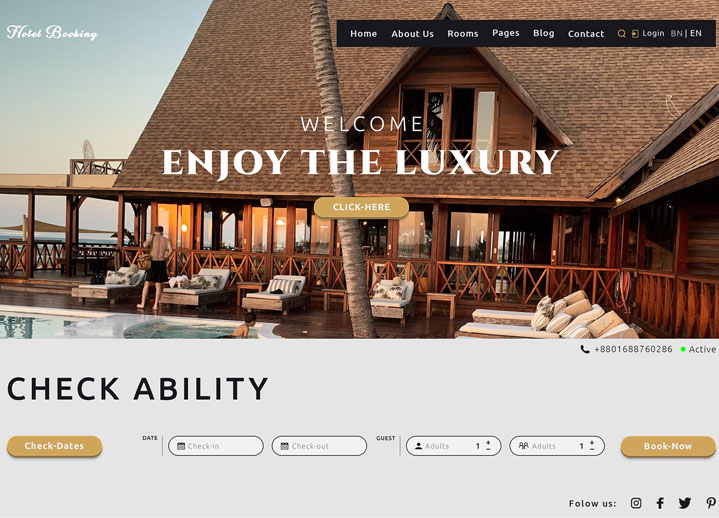 Hotel Booking
Home About Us Rooms Pages Blog Contact Login BN | EN
WELCOME
ENJOY THE LUXURY
CLICK-HERE
+8801688760286 Active
CHECK ABILITY
Check-Dates DATE Check-in Check-out GUEST Adults 1 + − Adults 1 + − Book-Now
Folow us: